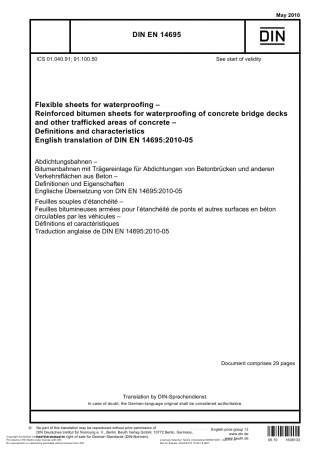 May 2010
DIN EN 14695
DIN
ICS 01.040.91; 91.100.50
See start of validity
Flexible sheets for waterproofing –
Reinforced bitumen sheets for waterproofing of concrete bridge decks
and other trafficked areas of concrete –
Definitions and characteristics
English translation of DIN EN 14695:2010-05
Abdichtungsbahnen –
Bitumenbahnen mit Trägereinlage für Abdichtungen von Betonbrücken und anderen
Verkehrsflächen aus Beton –
Definitionen und Eigenschaften
Englische Übersetzung von DIN EN 14695:2010-05
Feuilles souples d'étanchéité –
Feuilles bitumineuses armées pour l'étanchéité de ponts et autres surfaces en béton
circulables par les véhicules –
Définitions et caractéristiques
Traduction anglaise de DIN EN 14695:2010-05
Document comprises 29 pages
Translation by DIN-Sprachendienst.
In case of doubt, the German-language original shall be considered authoritative.
© No part of this translation may be reproduced without prior permission of
DIN Deutsches Institut für Normung e. V., Berlin. Beuth Verlag GmbH, 10772 Berlin, Germany,
right of sale for German Standards (DIN-Normen).
English price group 13
www.din.de
www.beuth.de
05.10